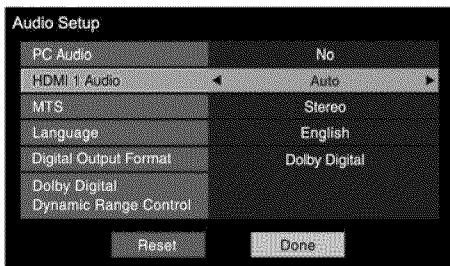 Audio Setup
PC Audio No
HDMI 1 Audio Auto
MTS Stereo
Language English
Digital Output Format Dolby Digital
Dolby Digital
Dynamic Range Control
Reset Done